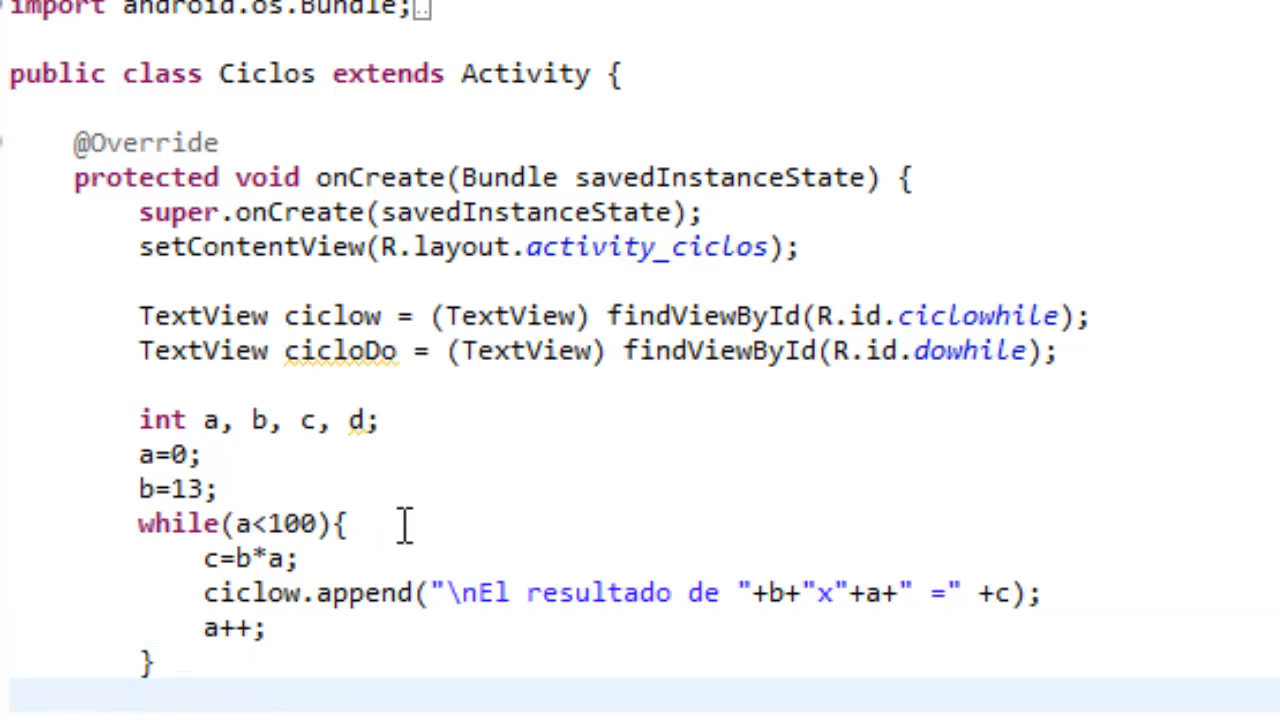 import android.os.Bundle;
public class Ciclos extends Activity {
@Override
protected void onCreate(Bundle savedInstanceState) {
super.onCreate(savedInstanceState);
setContentView(R.layout.activity_ciclos);
TextView ciclow = (TextView) findViewById(R.id.ciclowhile);
TextView cicloDo = (TextView) findViewById(R.id.dowhile);
int a, b, c, d;
a=0;
b=13;
while(a<100){
c=b*a;
ciclow.append("\nEl resultado de "+b+"x"+a+" =" +c);
a++;
}